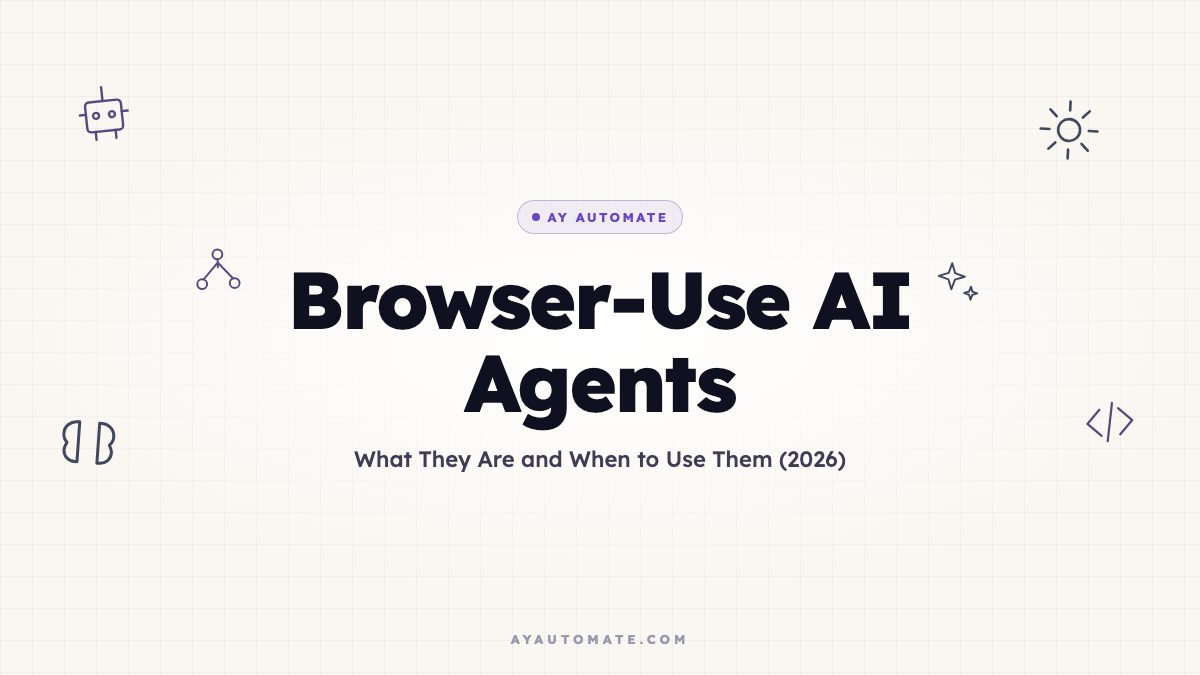 AY AUTOMATE
Browser-Use AI
Agents
What They Are and When to Use Them (2026)
AYAUTOMATE.COM